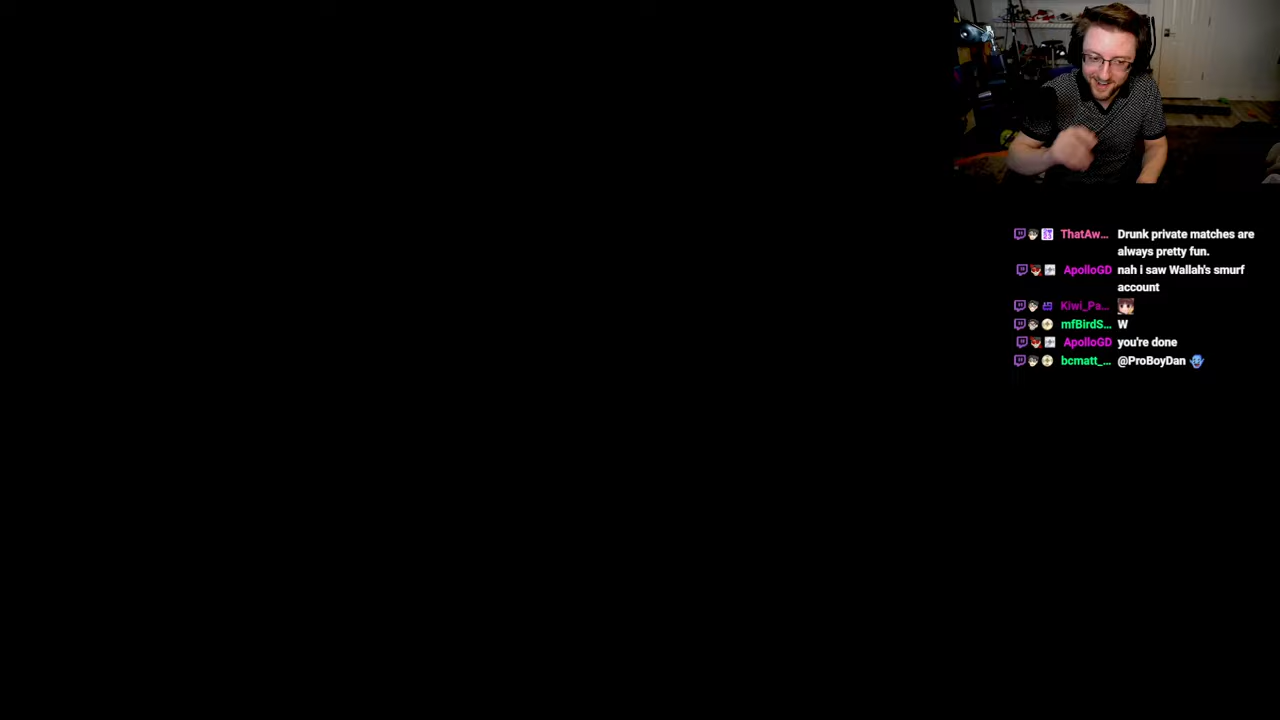 ThatAw... Drunk private matches are
always pretty fun.
ApolloGD nah i saw Wallah's smurf
account
Kiwi_Pa...
mfBirdS... W
ApolloGD you're done
bcmatt_... @ProBoyDan